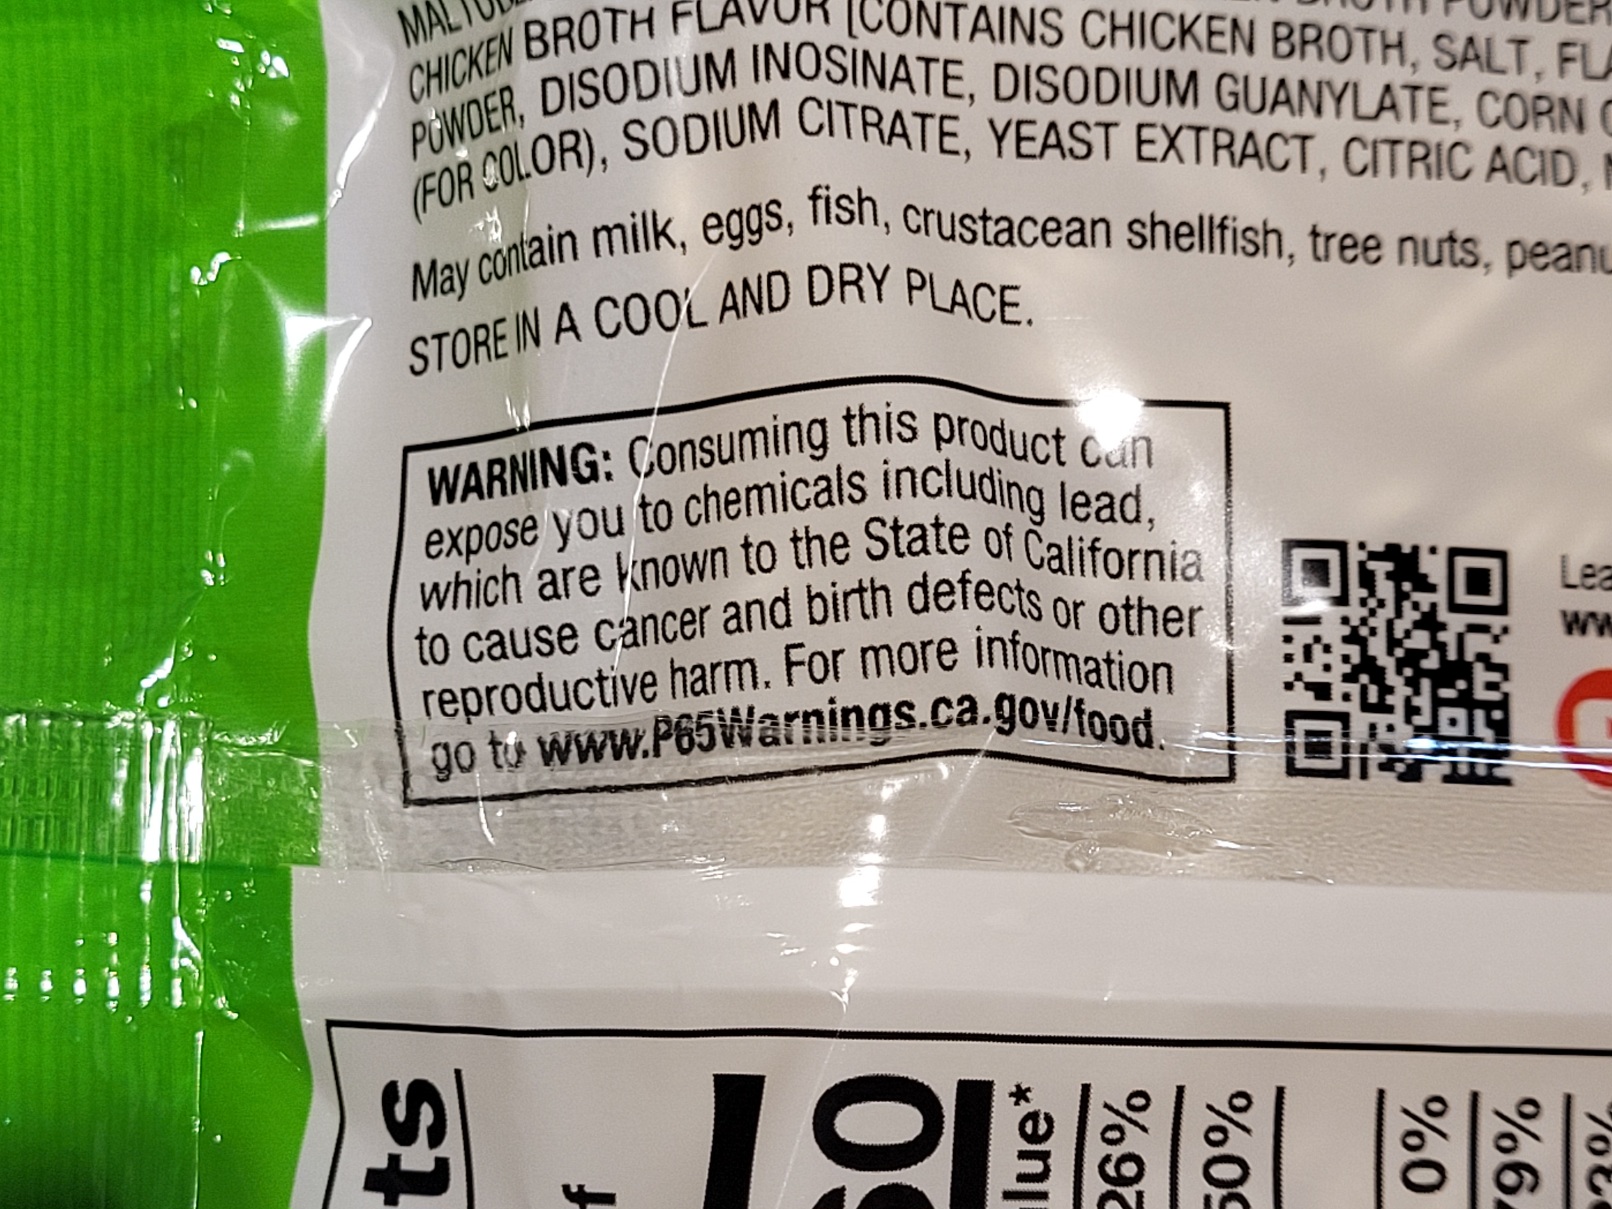 CHICKEN BROTH FLAVOR [CONTAINS CHICKEN BROTH, SALT,
POWDER, DISODIUM INOSINATE, DISODIUM GUANYLATE, CORN
(FOR COLOR), SODIUM CITRATE, YEAST EXTRACT, CITRIC ACID,
May contain milk, eggs, fish, crustacean shellfish, tree nuts,
STORE IN A COOL AND DRY PLACE.
WARNING: Consuming this product can
expose you to chemicals including lead,
which are known to the State of California
to cause cancer and birth defects or other
reproductive harm. For more information
go to www.P65Warnings.ca.gov/food.
26%
0%